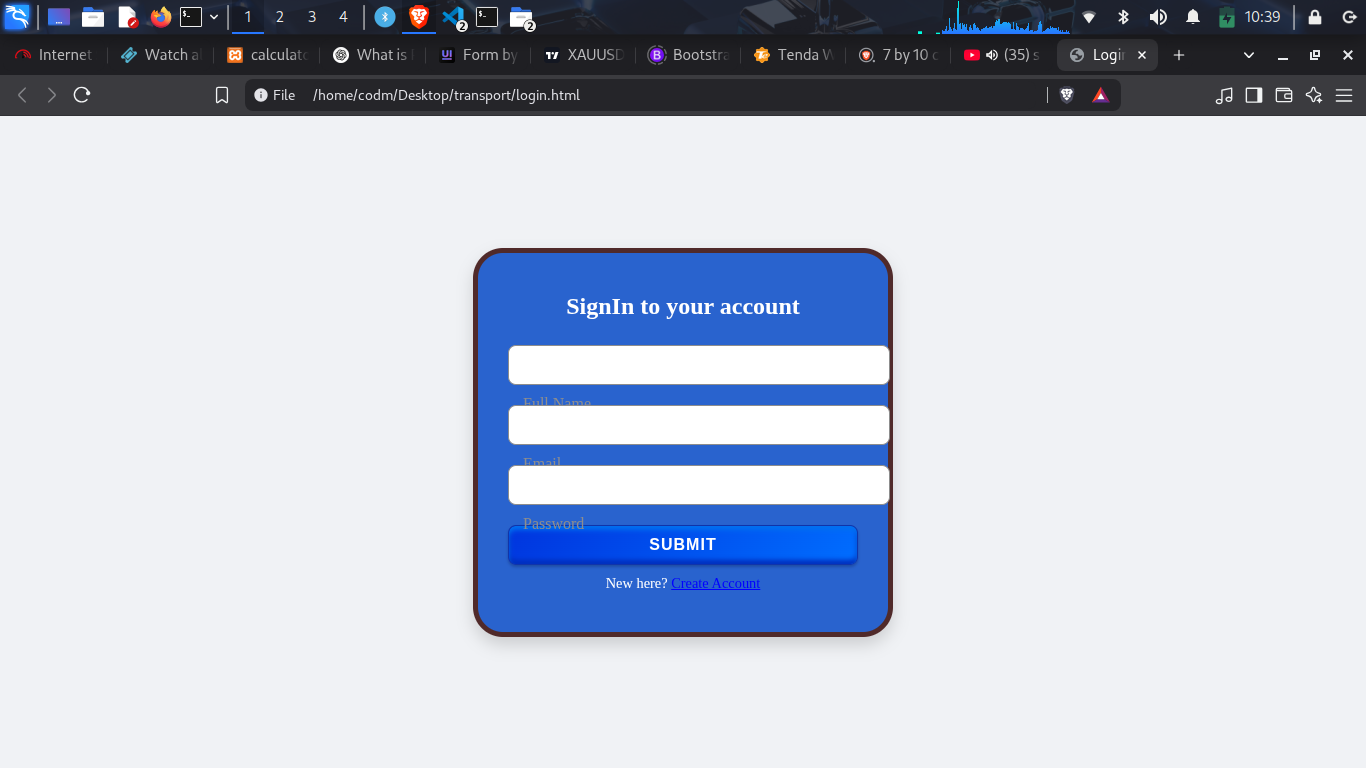 1 2 3 4 2 2 10:39
Internet Watch al calculato What is Form by XAUUSD Bootstra Tenda W 7 by 10 c (35) s Login
File /home/codm/Desktop/transport/login.html
SignIn to your account
Full Name
Email
Password
SUBMIT
New here? Create Account